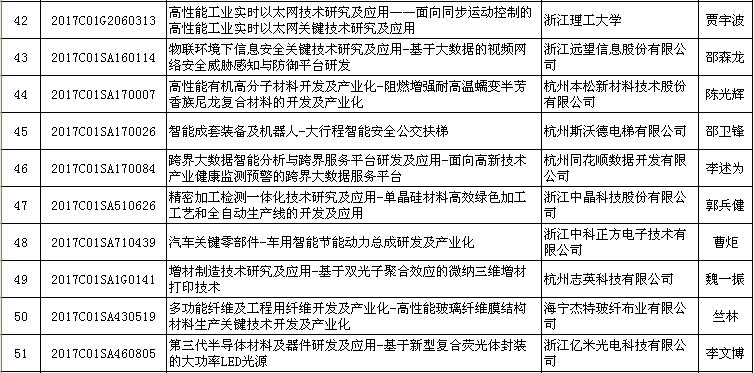 42 2017C01G2060313 高性能工业实时以太网技术研究及应用——面向同步运动控制的 浙江理工大学 贾宇波
高性能工业实时以太网关键技术研究及应用
43 2017C01SA160114 物联环境下信息安全关键技术研究及应用-基于大数据的视频网 浙江远望信息股份有限公 邵森龙
络安全威胁感知与防御平台研发 司
44 2017C01SA170007 高性能有机高分子材料开发及产业化-阻燃增强耐高温蠕变半芳 杭州本松新材料技术股份 陈光辉
香族尼龙复合材料的开发及产业化 有限公司
45 2017C01SA170026 智能成套装备及机器人-大行程智能安全公交扶梯 杭州斯沃德电梯有限公司 邵卫锋
46 2017C01SA170084 跨界大数据智能分析与跨界服务平台研发及应用-面向高新技术 杭州同花顺数据开发有限 李述为
产业健康监测预警的跨界大数据服务平台 公司
47 2017C01SA510626 精密加工检测一体化技术研究及应用-单晶硅材料高效绿色加工 浙江中晶科技股份有限公 郭兵健
工艺和全自动生产线的开发及应用 司
48 2017C01SA710439 汽车关键零部件-车用智能节能动力总成研发及产业化 浙江中科正方电子技术有 曹炬
限公司
49 2017C01SA1G0141 增材制造技术研究及应用-基于双光子聚合效应的微纳三维增材 杭州志英科技有限公司 魏一振
打印技术
50 2017C01SA430519 多功能纤维及工程用纤维开发及产业化-高性能玻璃纤维膜结构 海宁杰特玻纤布业有限公 竺林
材料生产关键技术开发及产业化 司
51 2017C01SA460805 第三代半导体材料及器件研发及应用-基于新型复合荧光体封装 浙江亿米光电科技有限公 李文博
的大功率LED光源 司